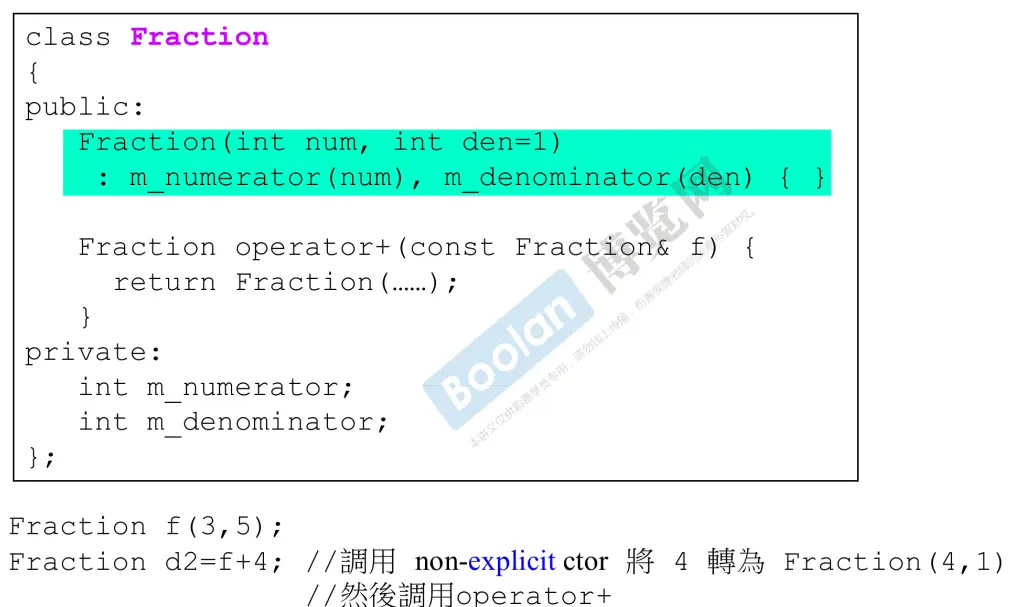 class Fraction
{
public:
Fraction(int num, int den=1)
: m_numerator(num), m_denominator(den) { }
Fraction operator+(const Fraction& f) {
return Fraction(……);
}
private:
int m_numerator;
int m_denominator;
};
Boolan 博览网
Fraction f(3,5);
Fraction d2=f+4; //調用 non-explicit ctor 將 4 轉為 Fraction(4,1)
//然後調用operator+